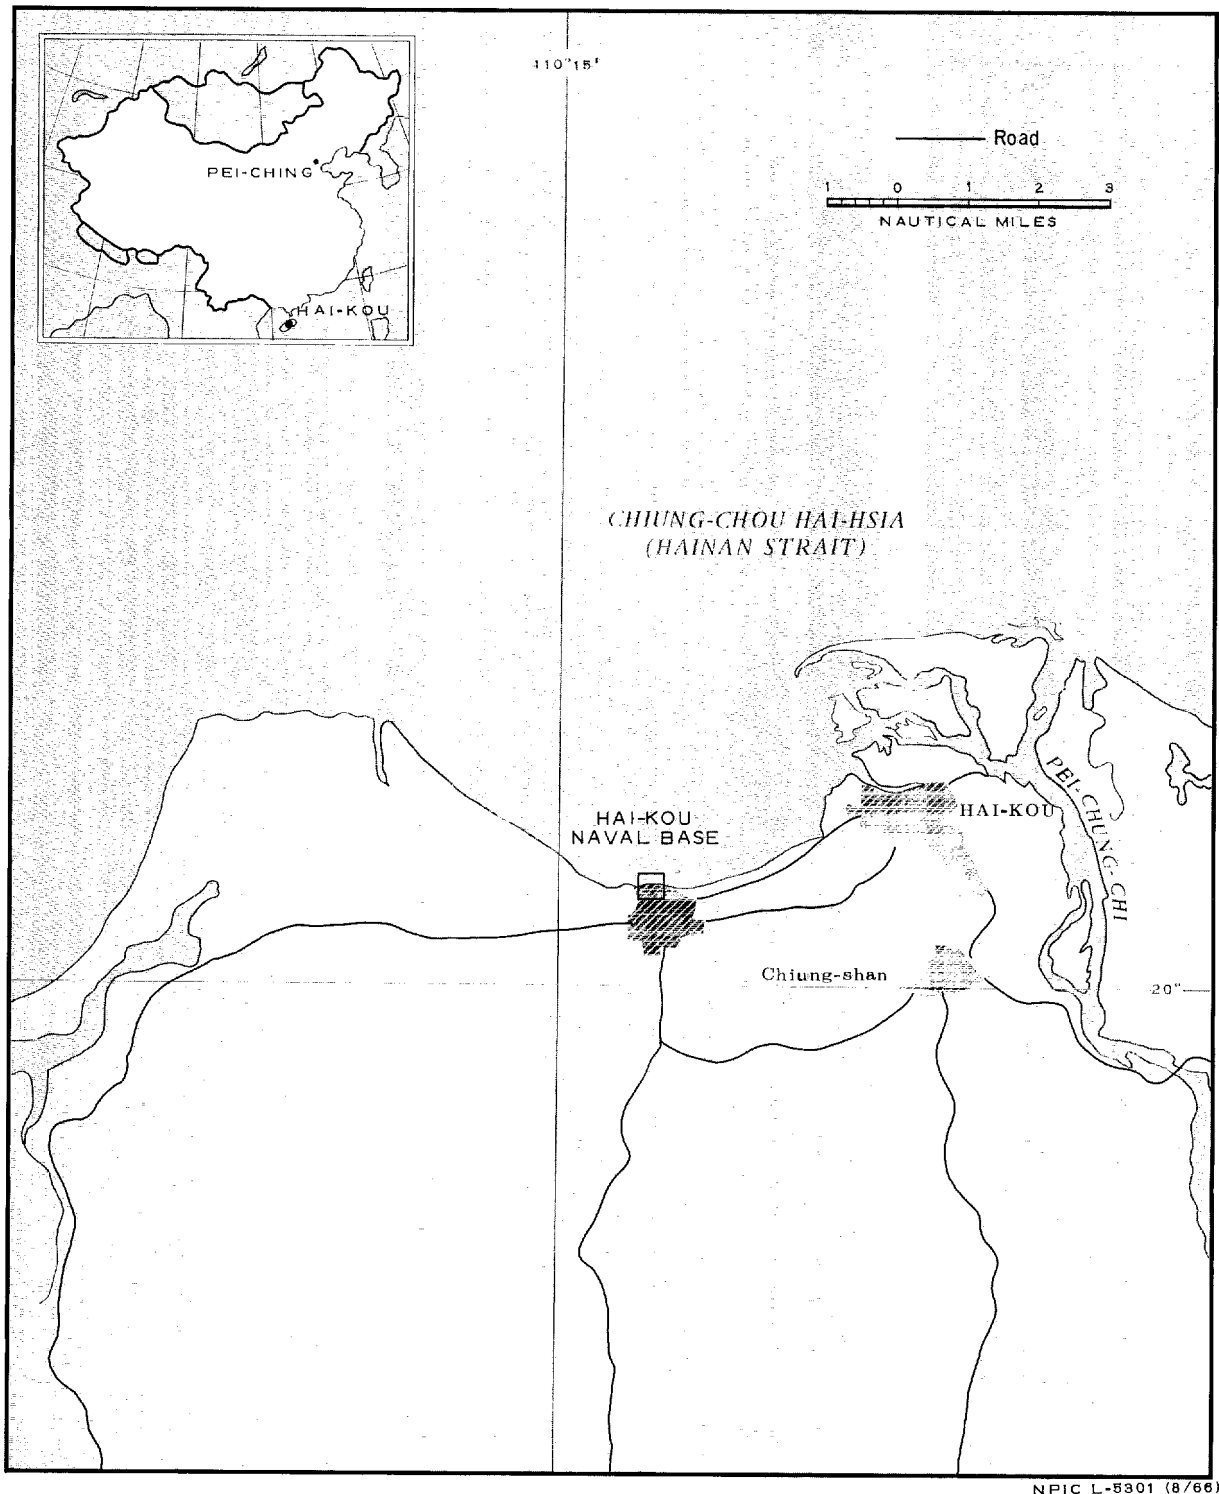 110°15'
Road
1 0 1 2 3
NAUTICAL MILES
PEI-CHING
HAI-KOU
CHIUNG-CHOU HAI-HSIA
(HAINAN STRAIT)
PEI-CHUNG-CHI
HAI-KOU
NAVAL BASE
HAI-KOU
Chiung-shan
20°
NPIC L-5301 (8/66)